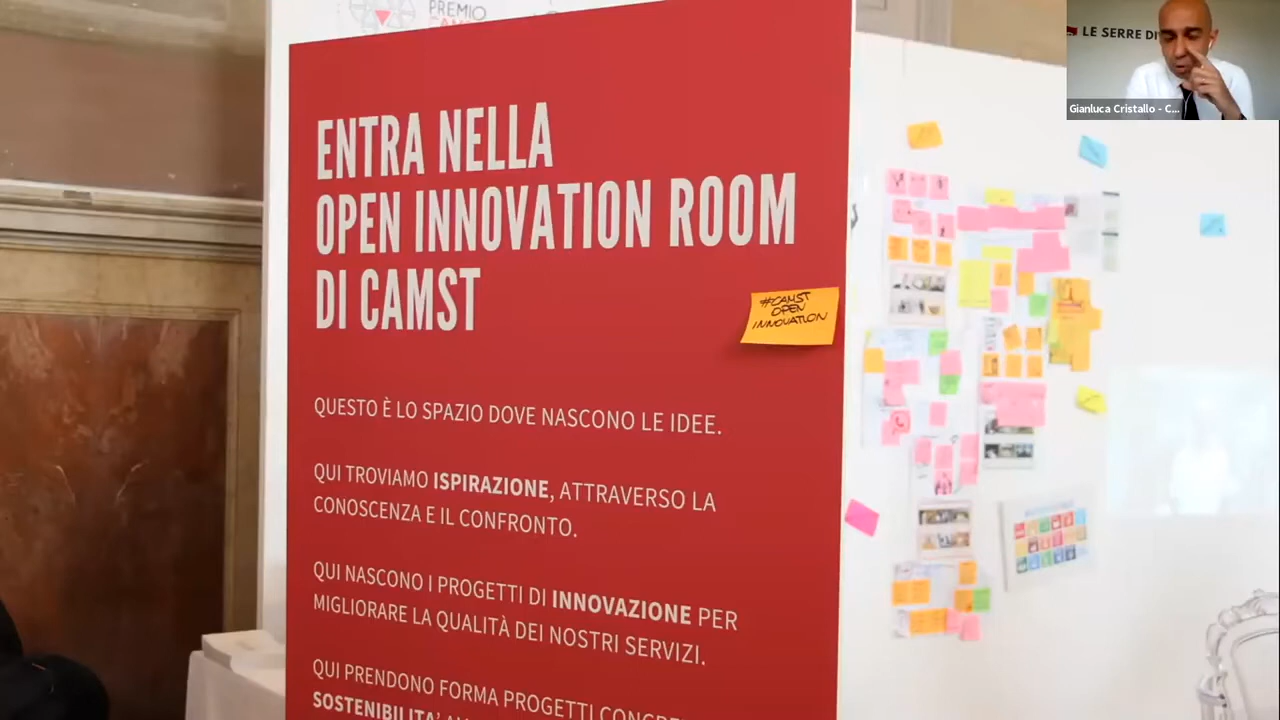 PREMIO
LE SERRE DI
Gianluca Cristallo - C...
ENTRA NELLA
OPEN INNOVATION ROOM
DI CAMST
#CAMST
OPEN
INNOVATION
QUESTO È LO SPAZIO DOVE NASCONO LE IDEE.
QUI TROVIAMO ISPIRAZIONE, ATTRAVERSO LA
CONOSCENZA E IL CONFRONTO.
QUI NASCONO I PROGETTI DI INNOVAZIONE PER
MIGLIORARE LA QUALITÀ DEI NOSTRI SERVIZI.
QUI PRENDONO FORMA PROGETTI
SOSTENIBILITA'